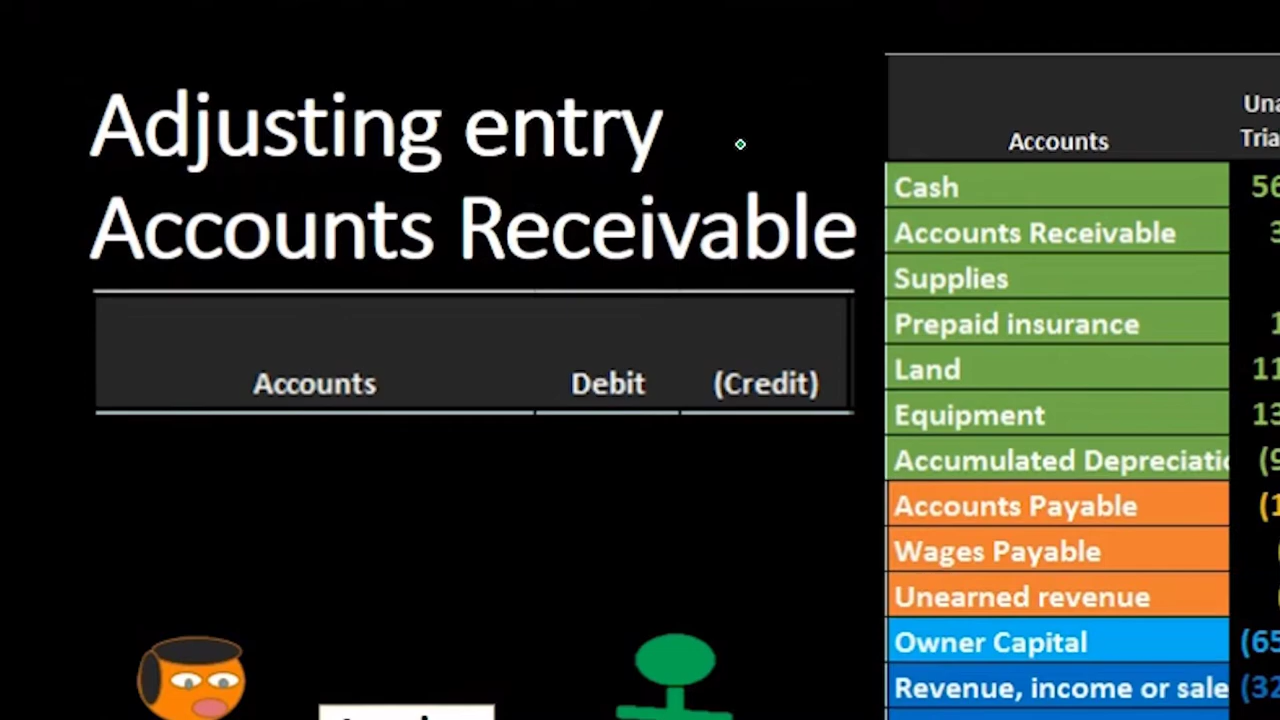 Adjusting entry
Accounts Receivable
Accounts Debit (Credit)
Accounts
Cash
Accounts Receivable
Supplies
Prepaid insurance
Land
Equipment
Accumulated Depreciatio
Accounts Payable
Wages Payable
Unearned revenue
Owner Capital
Revenue, income or sale